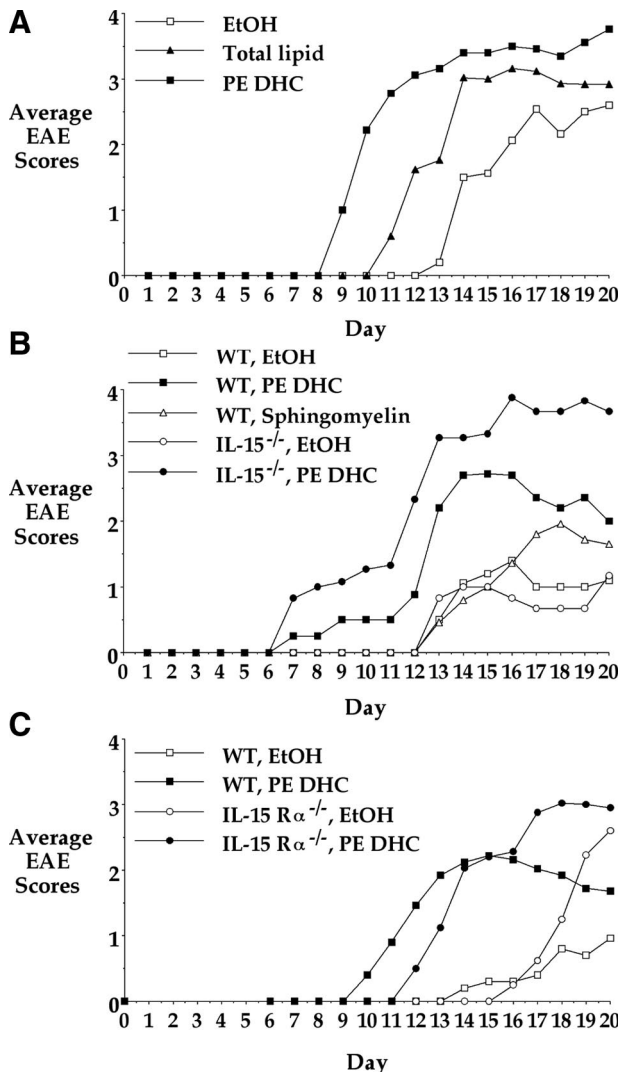 A
EtOH
Total lipid
PE DHC
4
3
2
1
0
Average
EAE
Scores
0 1 2 3 4 5 6 7 8 9 10 11 12 13 14 15 16 17 18 19 20
Day
B
WT, EtOH
WT, PE DHC
WT, Sphingomyelin
IL-15-/-, EtOH
IL-15-/-, PE DHC
4
3
2
1
0
Average
EAE
Scores
0 1 2 3 4 5 6 7 8 9 10 11 12 13 14 15 16 17 18 19 20
Day
C
WT, EtOH
WT, PE DHC
IL-15 Rα-/-, EtOH
IL-15 Rα-/-, PE DHC
4
3
2
1
0
Average
EAE
Scores
0 1 2 3 4 5 6 7 8 9 10 11 12 13 14 15 16 17 18 19 20
Day